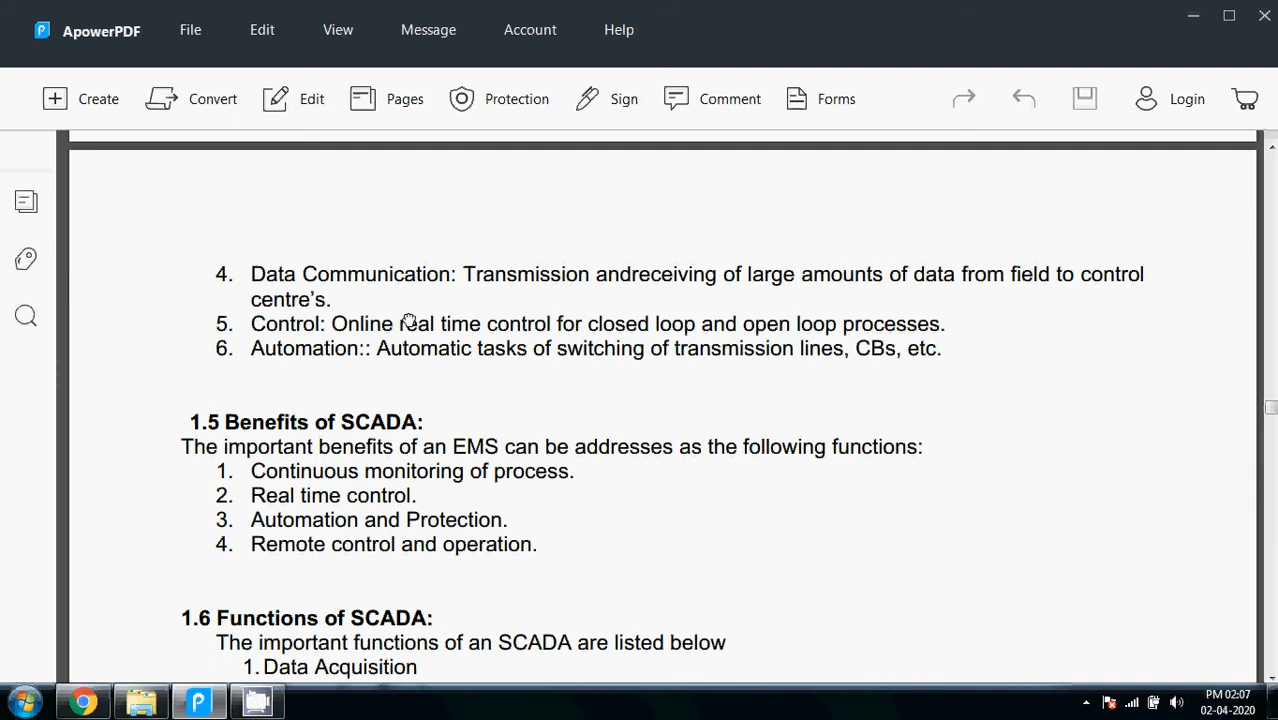 ApowerPDF File Edit View Message Account Help
Create Convert Edit Pages Protection Sign Comment Forms Login
4. Data Communication: Transmission andreceiving of large amounts of data from field to control
centre's.
5. Control: Online real time control for closed loop and open loop processes.
6. Automation:: Automatic tasks of switching of transmission lines, CBs, etc.
1.5 Benefits of SCADA:
The important benefits of an EMS can be addresses as the following functions:
1. Continuous monitoring of process.
2. Real time control.
3. Automation and Protection.
4. Remote control and operation.
1.6 Functions of SCADA:
The important functions of an SCADA are listed below
1. Data Acquisition
PM 02:07
02-04-2020